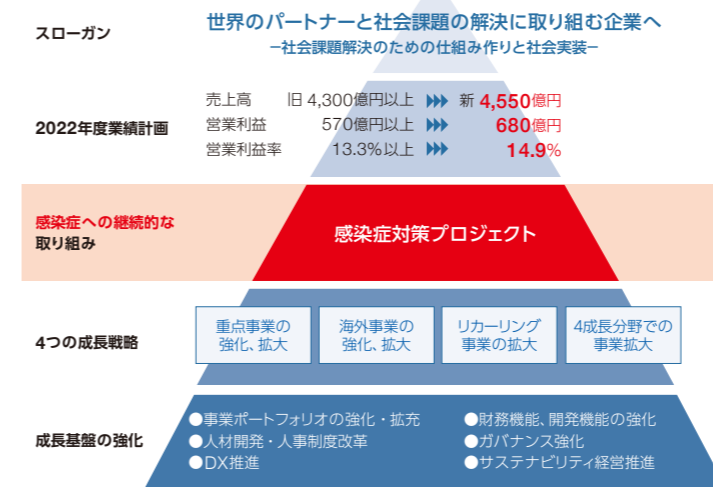 スローガン
世界のパートナーと社会課題の解決に取り組む企業へ
−社会課題解決のための仕組み作りと社会実装−
2022年度業績計画
売上高 旧 4,300億円以上 新 4,550億円
営業利益 570億円以上 680億円
営業利益率 13.3%以上 14.9%
感染症への継続的な
取り組み
感染症対策プロジェクト
4つの成長戦略
重点事業の
強化、拡大
海外事業の
強化、拡大
リカーリング
事業の拡大
4成長分野での
事業拡大
成長基盤の強化
●事業ポートフォリオの強化・拡充
●人材開発・人事制度改革
●DX推進
●財務機能、開発機能の強化
●ガバナンス強化
●サステナビリティ経営推進